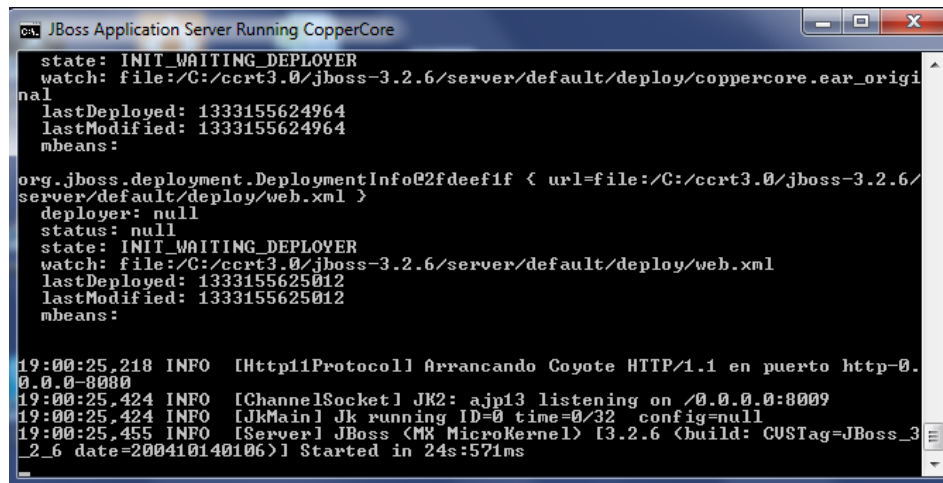 JBoss Application Server Running CopperCore
state: INIT_WAITING_DEPLOYER
watch: file:/C:/ccrt3.0/jboss-3.2.6/server/default/deploy/coppercore.ear_origi
nal
lastDeployed: 1333155624964
lastModified: 1333155624964
mbeans:
org.jboss.deployment.DeploymentInfo@2fdeef1f { url=file:/C:/ccrt3.0/jboss-3.2.6/
server/default/deploy/web.xml }
deployer: null
status: null
state: INIT_WAITING_DEPLOYER
watch: file:/C:/ccrt3.0/jboss-3.2.6/server/default/deploy/web.xml
lastDeployed: 1333155625012
lastModified: 1333155625012
mbeans:
19:00:25,218 INFO [Http11Protocol] Arrancando Coyote HTTP/1.1 en puerto http-0.
0.0.0-8080
19:00:25,424 INFO [ChannelSocket] JK2: ajp13 listening on /0.0.0.0:8009
19:00:25,424 INFO [JkMain] Jk running ID=0 time=0/32 config=null
19:00:25,455 INFO [Server] JBoss (MX MicroKernel) [3.2.6 (build: CVSTag=JBoss_3
_2_6 date=200410140106)] Started in 24s:571ms